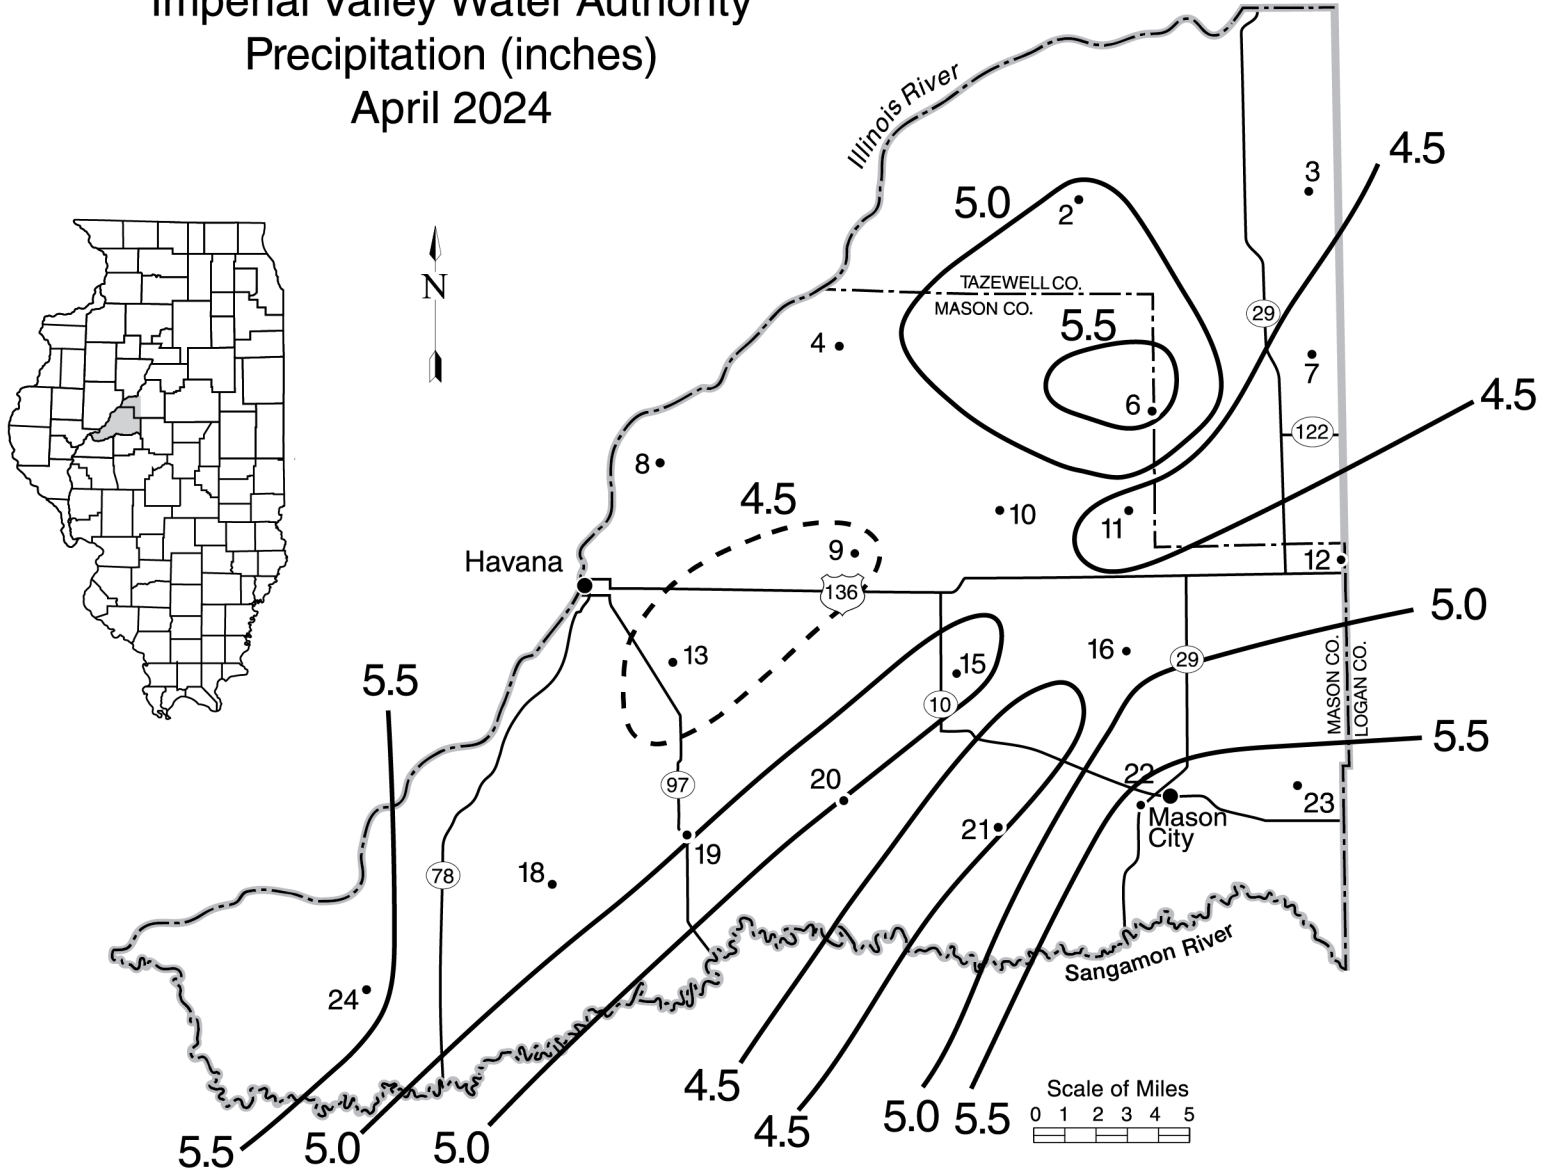 Imperial Valley Water Authority
Precipitation (inches)
April 2024
Illinois River
4.5
3
5.0
2
N
TAZEWELL CO.
MASON CO.
29
5.5
4
7
4.5
6
122
8
4.5
10
11
9
12
Havana
136
5.0
13
16
15
29
MASON CO.
LOGAN CO.
5.5
10
5.5
22
20
97
23
Mason
City
21
19
18
78
Sangamon River
24
4.5
Scale of Miles
0 1 2 3 4 5
5.0
5.5
4.5
5.5
5.0
5.0